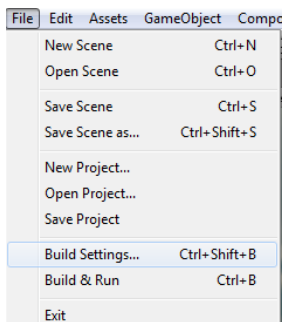 File Edit Assets GameObject Compo
New Scene Ctrl+N
Open Scene Ctrl+O
Save Scene Ctrl+S
Save Scene as... Ctrl+Shift+S
New Project...
Open Project...
Save Project
Build Settings... Ctrl+Shift+B
Build & Run Ctrl+B
Exit